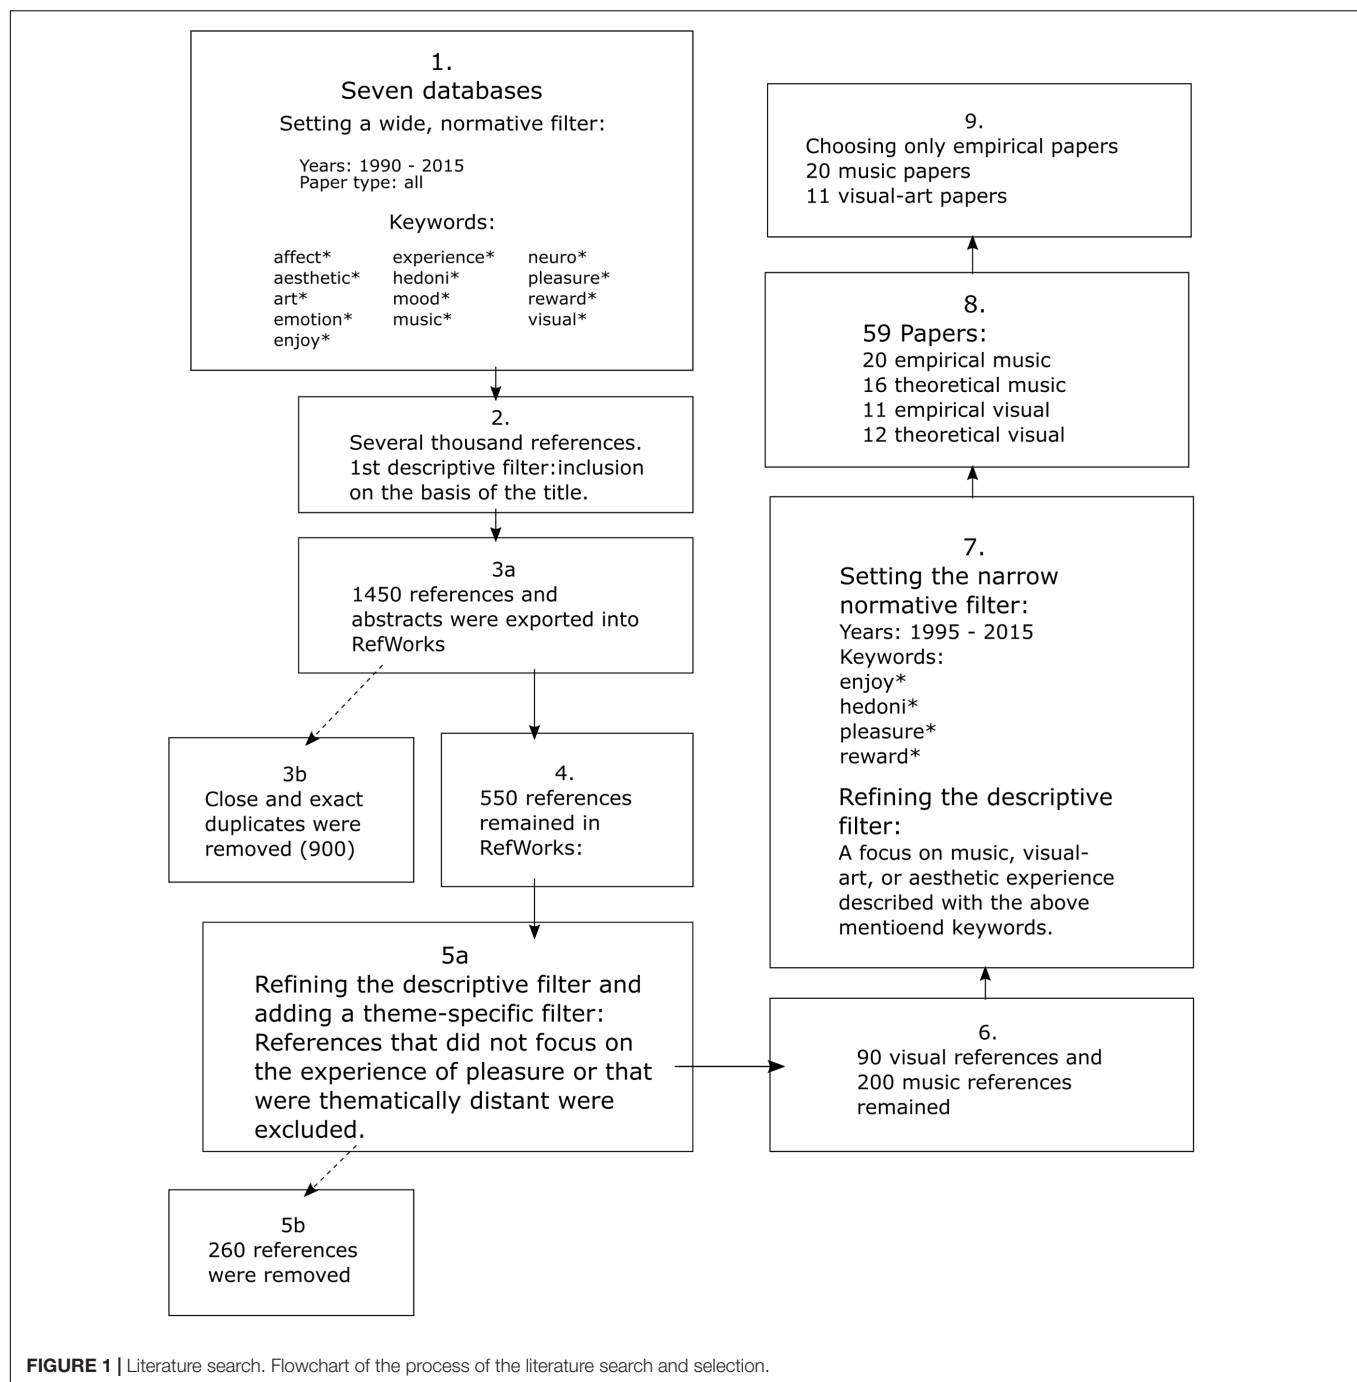 1.
Seven databases
Setting a wide, normative filter:
Years: 1990 - 2015
Paper type: all
Keywords:
affect* experience* neuro*
aesthetic* hedoni* pleasure*
art* mood* reward*
emotion* music* visual*
enjoy*
2.
Several thousand references.
1st descriptive filter:inclusion
on the basis of the title.
3a
1450 references and
abstracts were exported into
RefWorks
3b
Close and exact
duplicates were
removed (900)
4.
550 references
remained in
RefWorks:
5a
Refining the descriptive filter and
adding a theme-specific filter:
References that did not focus on
the experience of pleasure or that
were thematically distant were
excluded.
5b
260 references
were removed
6.
90 visual references and
200 music references
remained
7.
Setting the narrow
normative filter:
Years: 1995 - 2015
Keywords:
enjoy*
hedoni*
pleasure*
reward*
Refining the descriptive
filter:
A focus on music, visual-
art, or aesthetic experience
described with the above
mentioend keywords.
8.
59 Papers:
20 empirical music
16 theoretical music
11 empirical visual
12 theoretical visual
9.
Choosing only empirical papers
20 music papers
11 visual-art papers
FIGURE 1 | Literature search. Flowchart of the process of the literature search and selection.